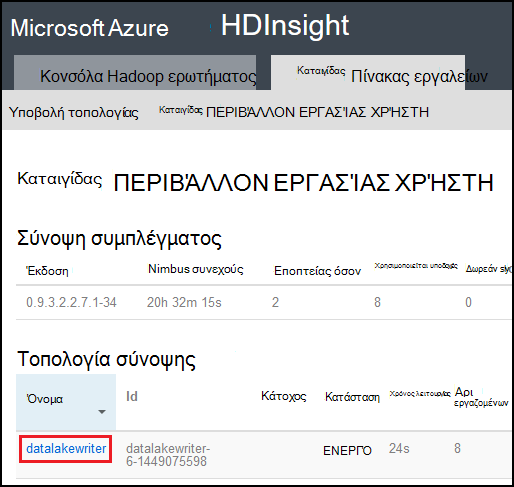 Microsoft Azure HDInsight
Κονσόλα Hadoop ερωτήματος Καταιγίδας Πίνακας εργαλείων
Υποβολή τοπολογίας Καταιγίδας ΠΕΡΙΒΆΛΛΟΝ ΕΡΓΑΣΊΑΣ ΧΡΉΣΤΗ
Καταιγίδας ΠΕΡΙΒΆΛΛΟΝ ΕΡΓΑΣΊΑΣ ΧΡΉΣΤΗ
Σύνοψη συμπλέγματος
Έκδοση Nimbus συνεχούς Εποπτείας όσον Χρησιμοποιείται υποδοχές Δωρεάν
0.9.3.2.2.7.1-34 20h 32m 15s 2 8 0
Τοπολογία σύνοψης
Όνομα Id Κάτοχος Κατάσταση Χρόνος λειτουργίας Αρι
εργαζομένων
datalakewriter datalakewriter- ΕΝΕΡΓΌ 24s 8
6-1449075598